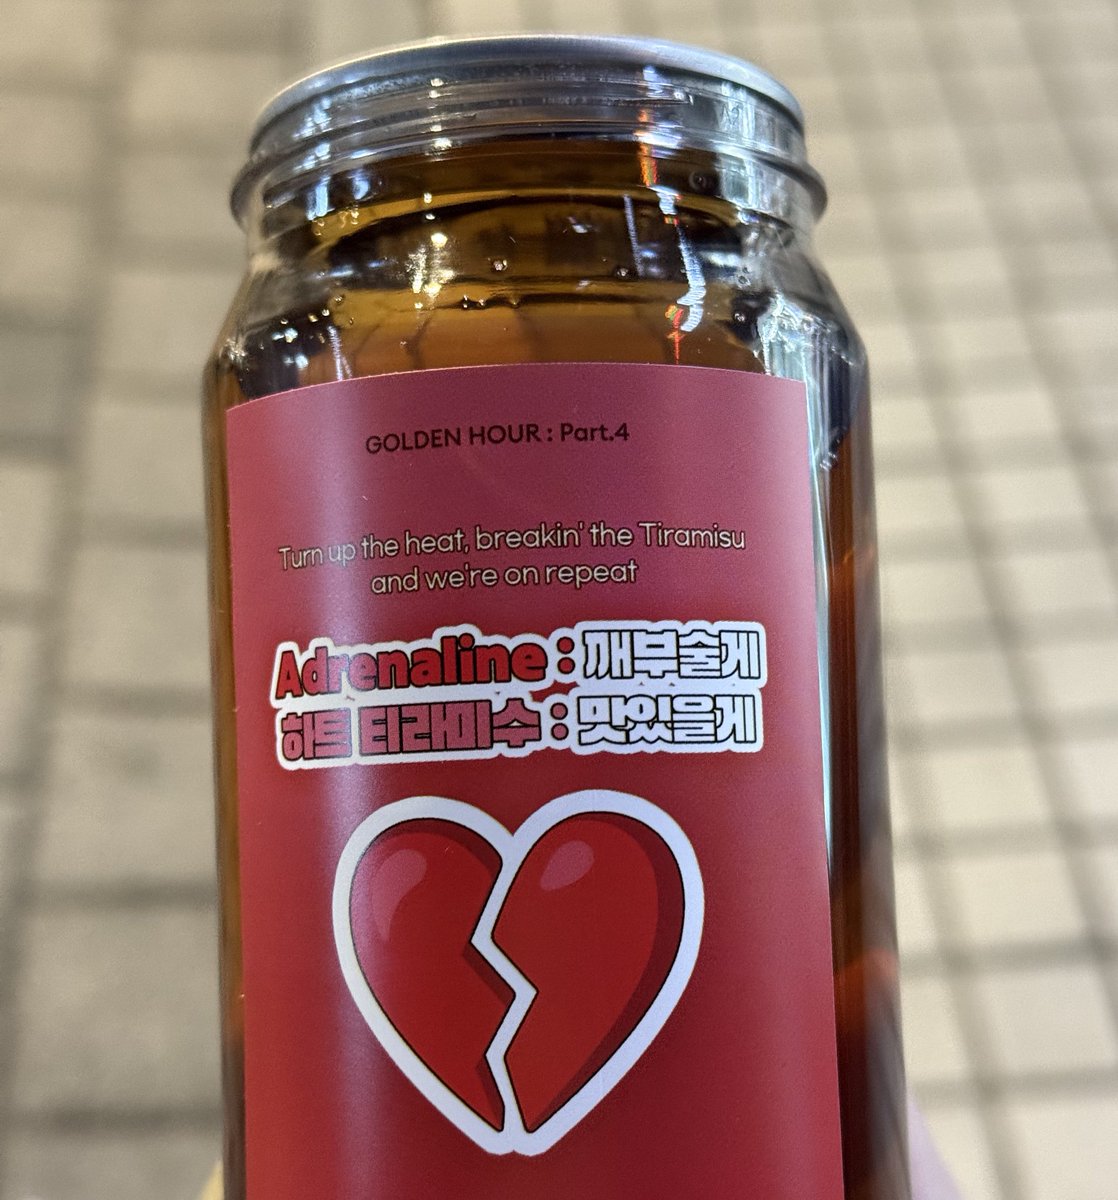 GOLDEN HOUR : Part.4
Turn up the heat, breakin' the Tiramisu
and we're on repeat
Adrenaline : 깨부술게
하트 티라미수 : 맛있을게